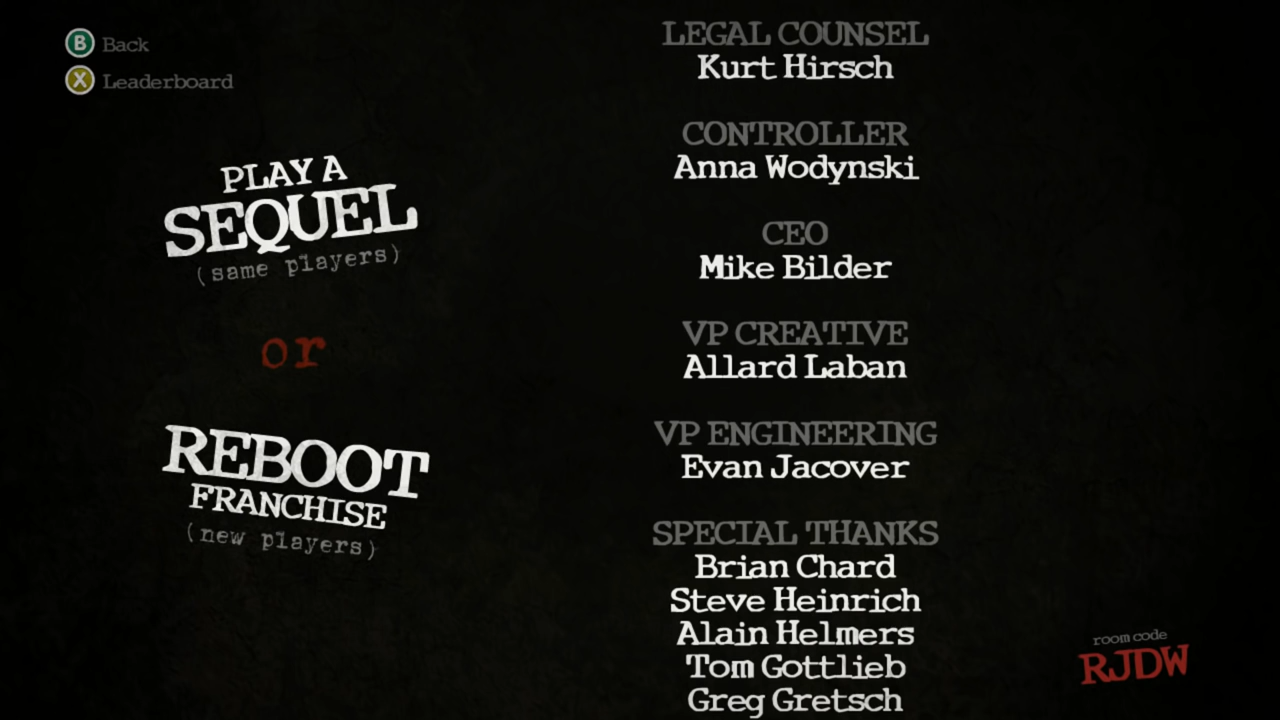 B Back
X Leaderboard
PLAY A
SEQUEL
(same players)
or
REBOOT
FRANCHISE
(new players)
LEGAL COUNSEL
Kurt Hirsch
CONTROLLER
Anna Wodynski
CEO
Mike Bilder
VP CREATIVE
Allard Laban
VP ENGINEERING
Evan Jacover
SPECIAL THANKS
Brian Chard
Steve Heinrich
Alain Helmers
Tom Gottlieb
Greg Gretsch
room code
RJDW